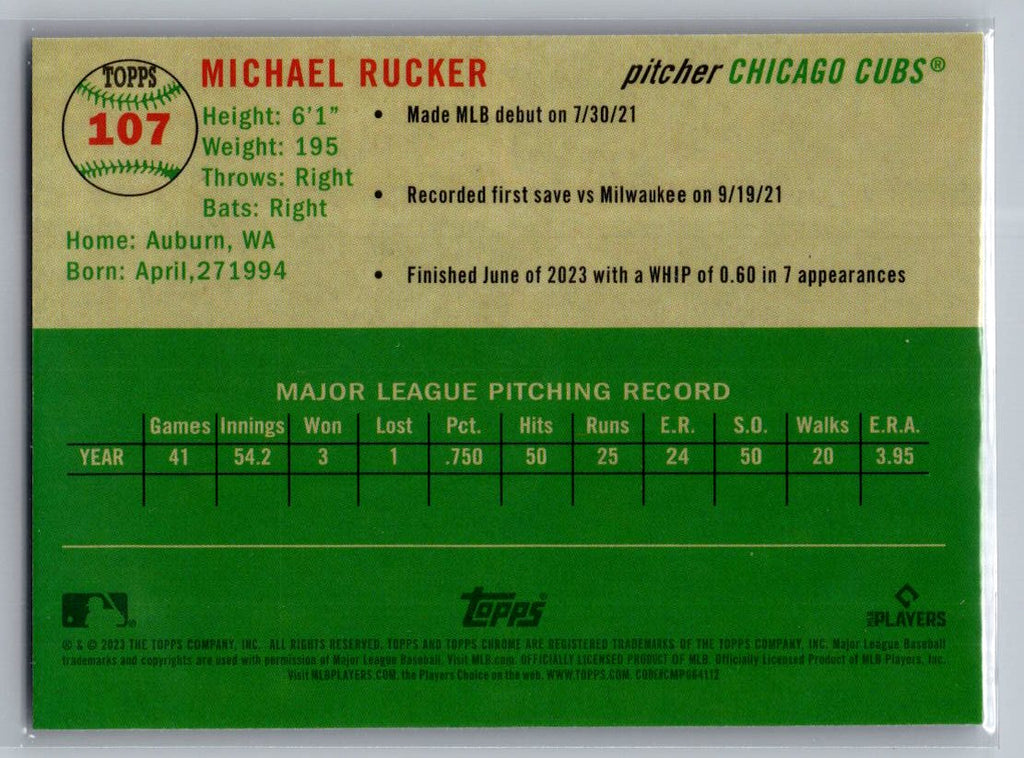 TOPPS
107
MICHAEL RUCKER
pitcher CHICAGO CUBS®
Height: 6'1"
Weight: 195
Throws: Right
Bats: Right
Home: Auburn, WA
Born: April,271994
• Made MLB debut on 7/30/21
• Recorded first save vs Milwaukee on 9/19/21
• Finished June of 2023 with a WHIP of 0.60 in 7 appearances
MAJOR LEAGUE PITCHING RECORD
Games Innings Won Lost Pct. Hits Runs E.R. S.O. Walks E.R.A.
YEAR 41 54.2 3 1 .750 50 25 24 50 20 3.95
Topps®
MLB PLAYERS
® & © 2023 THE TOPPS COMPANY, INC. ALL RIGHTS RESERVED. TOPPS AND TOPPS CHROME ARE REGISTERED TRADEMARKS OF THE TOPPS COMPANY, INC. Major League Baseball
trademarks and copyrights are used with permission of Major League Baseball. Visit MLB.com. OFFICIALLY LICENSED PRODUCT OF MLB. Officially Licensed Product of MLB Players, Inc.
Visit MLBPLAYERS.COM, the Players Choice on the web. WWW.TOPPS.COM. CODE#CMP064112